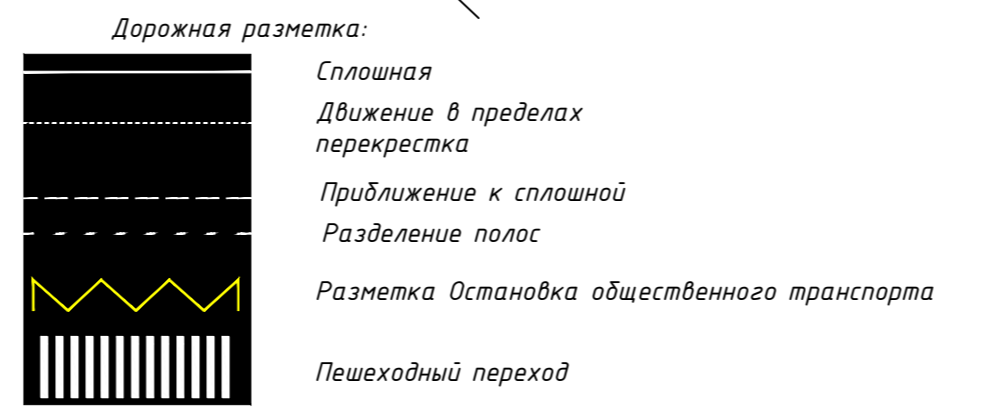 Дорожная разметка:
Сплошная
Движение в пределах
перекрестка
Приближение к сплошной
Разделение полос
Разметка Остановка общественного транспорта
Пешеходный переход